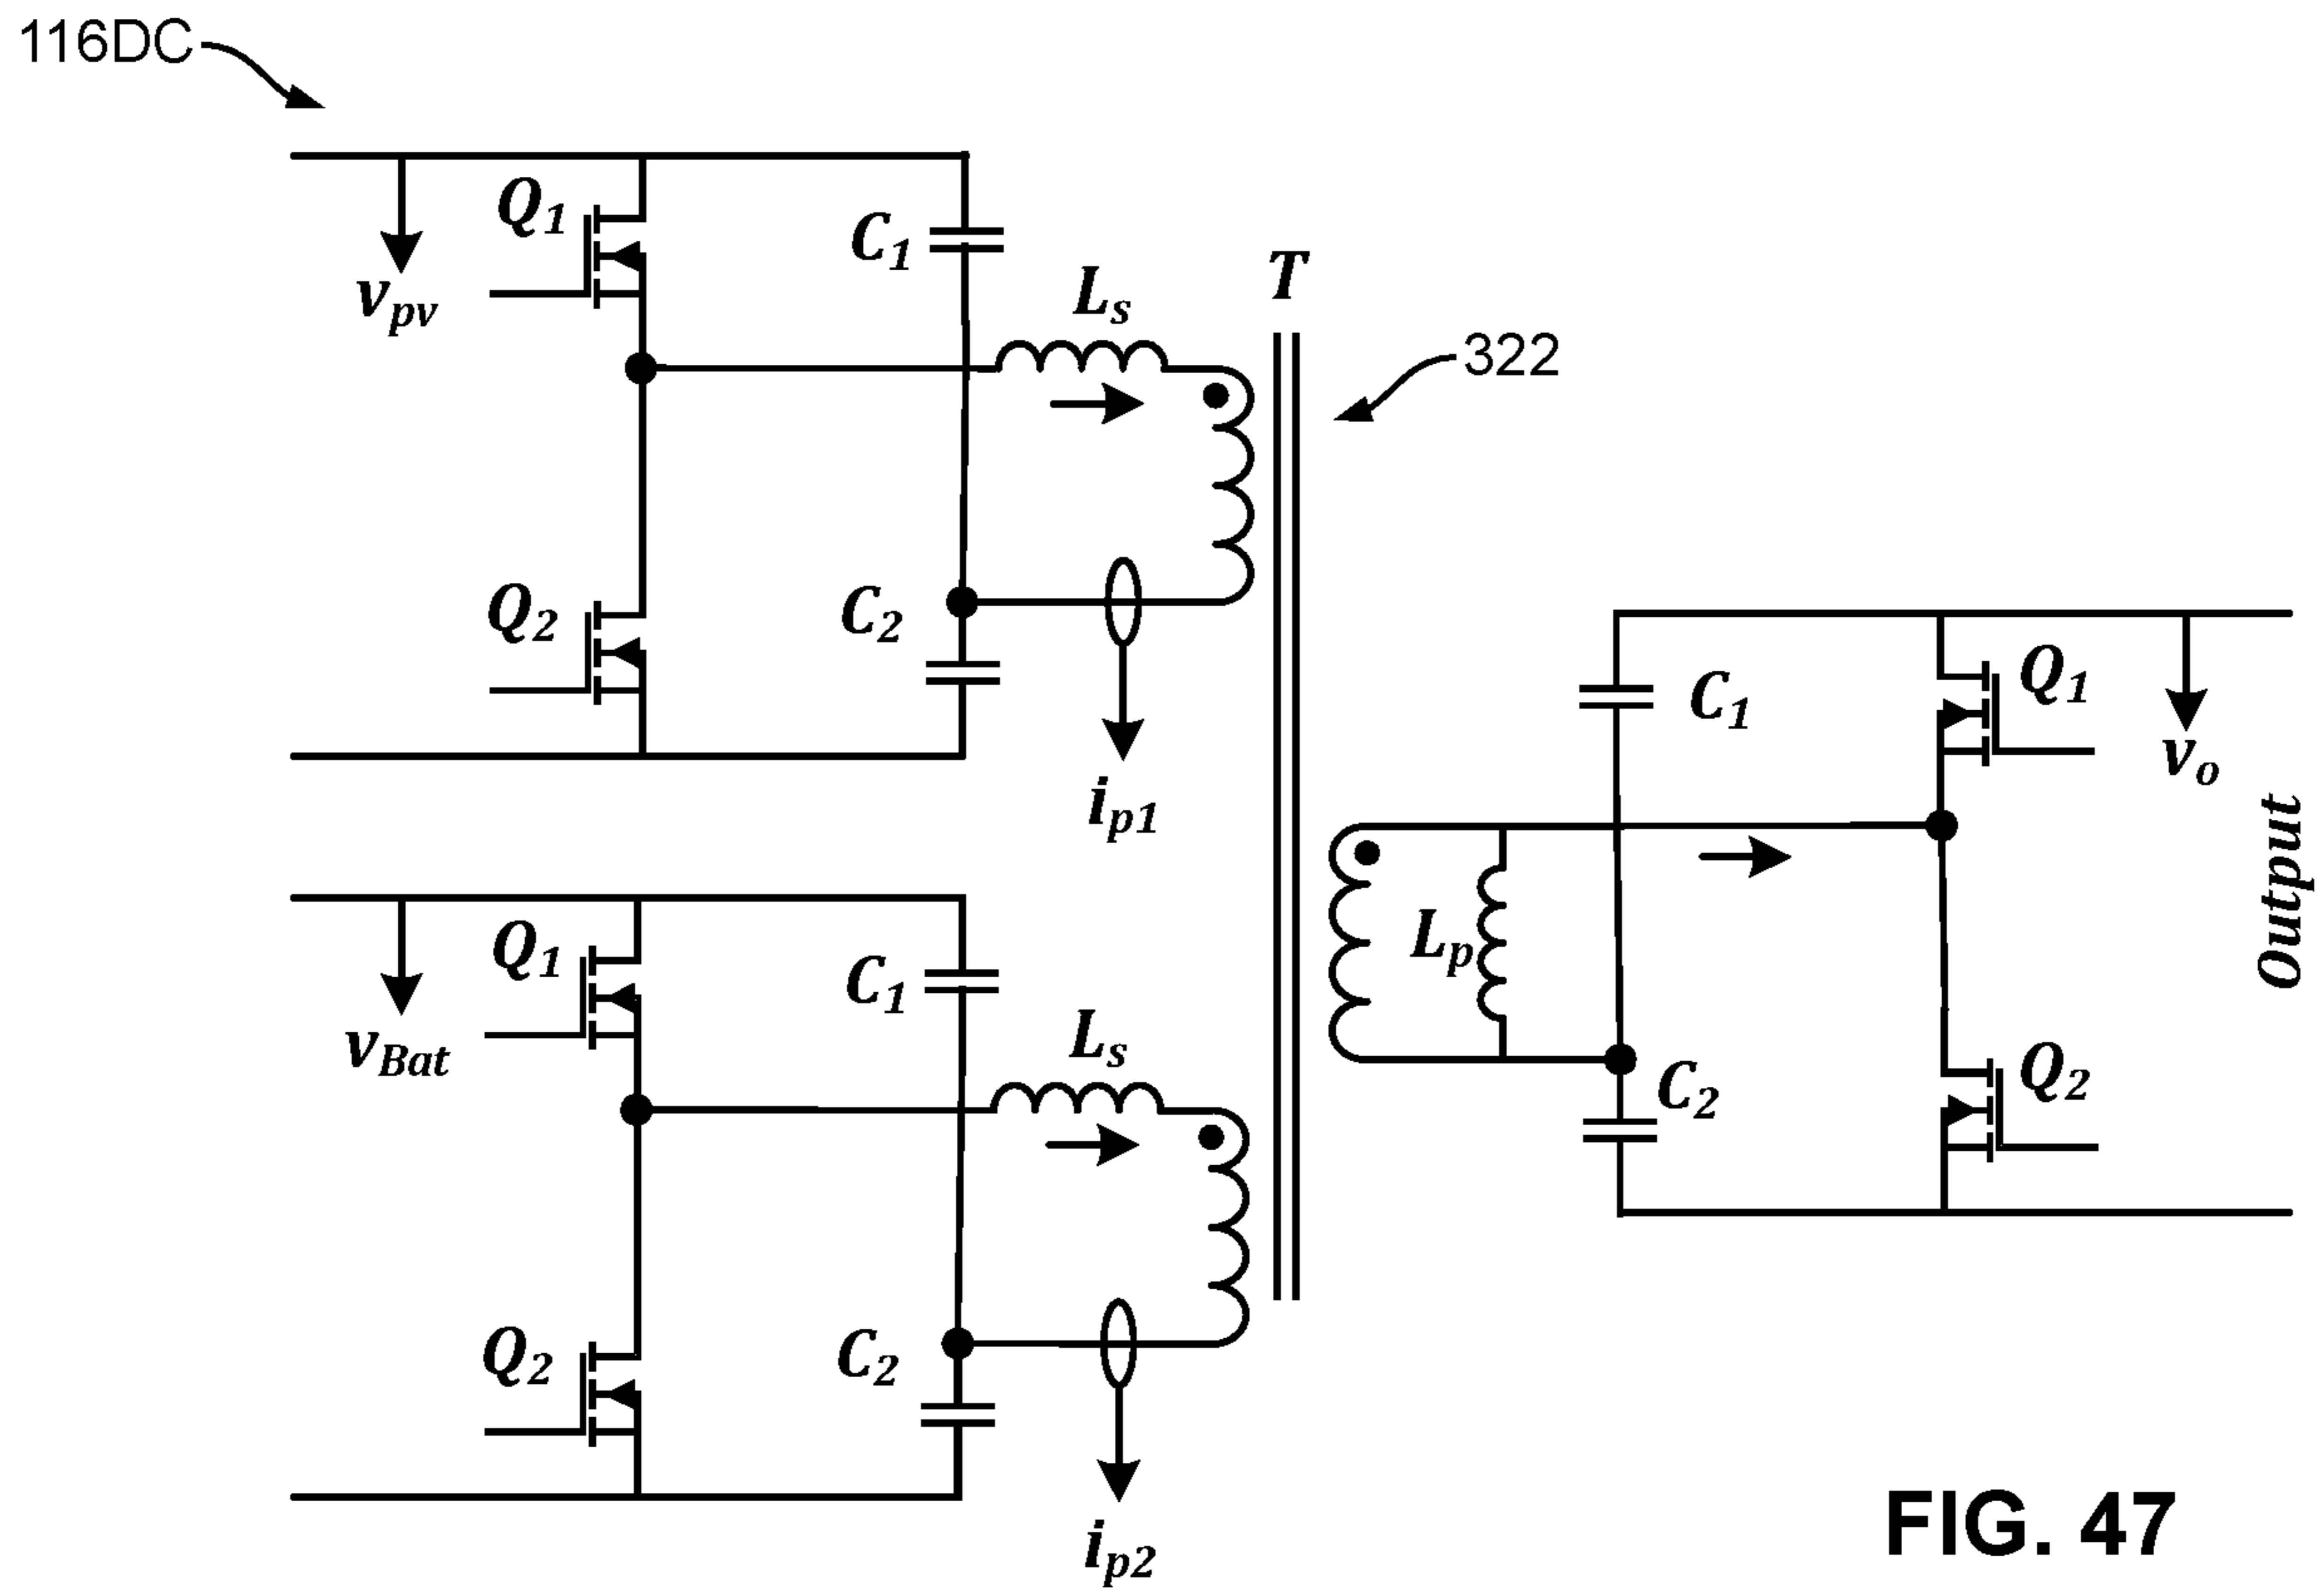 116DC
Q1
C1
vpv
Ls
T
322
Q2
C2
ip1
C1
Q1
vo
Output
Lp
C2
Q2
Q1
C1
vBat
Ls
Q2
C2
ip2
FIG. 47